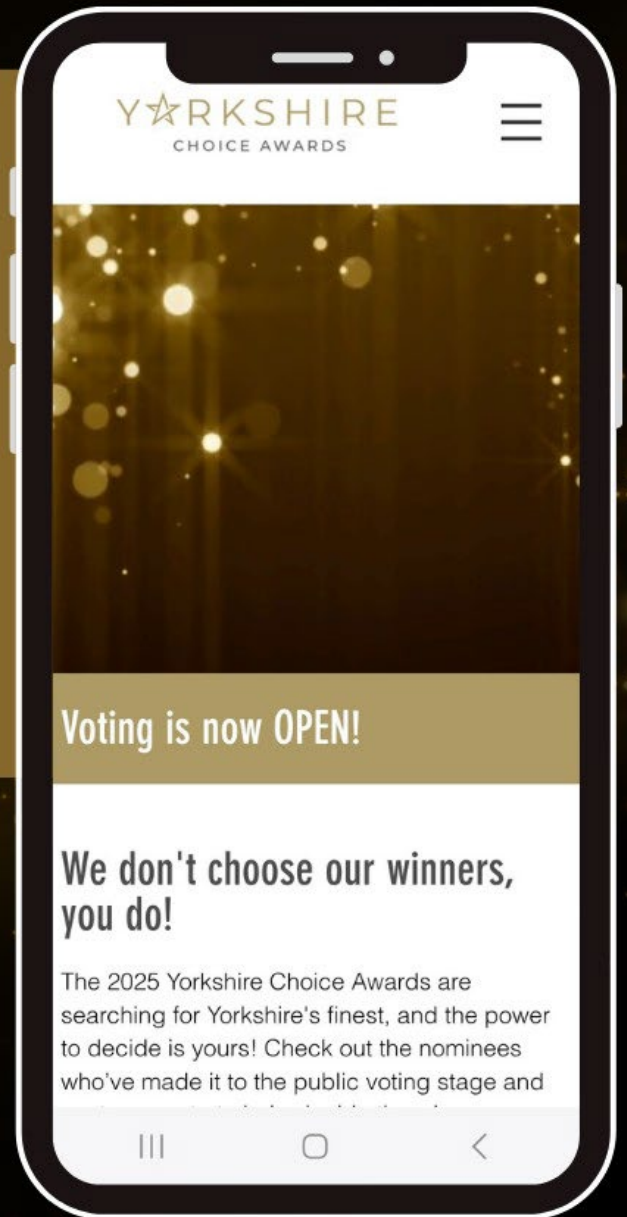 YORKSHIRE
CHOICE AWARDS
Voting is now OPEN!
We don't choose our winners,
you do!
The 2025 Yorkshire Choice Awards are
searching for Yorkshire's finest, and the power
to decide is yours! Check out the nominees
who've made it to the public voting stage and